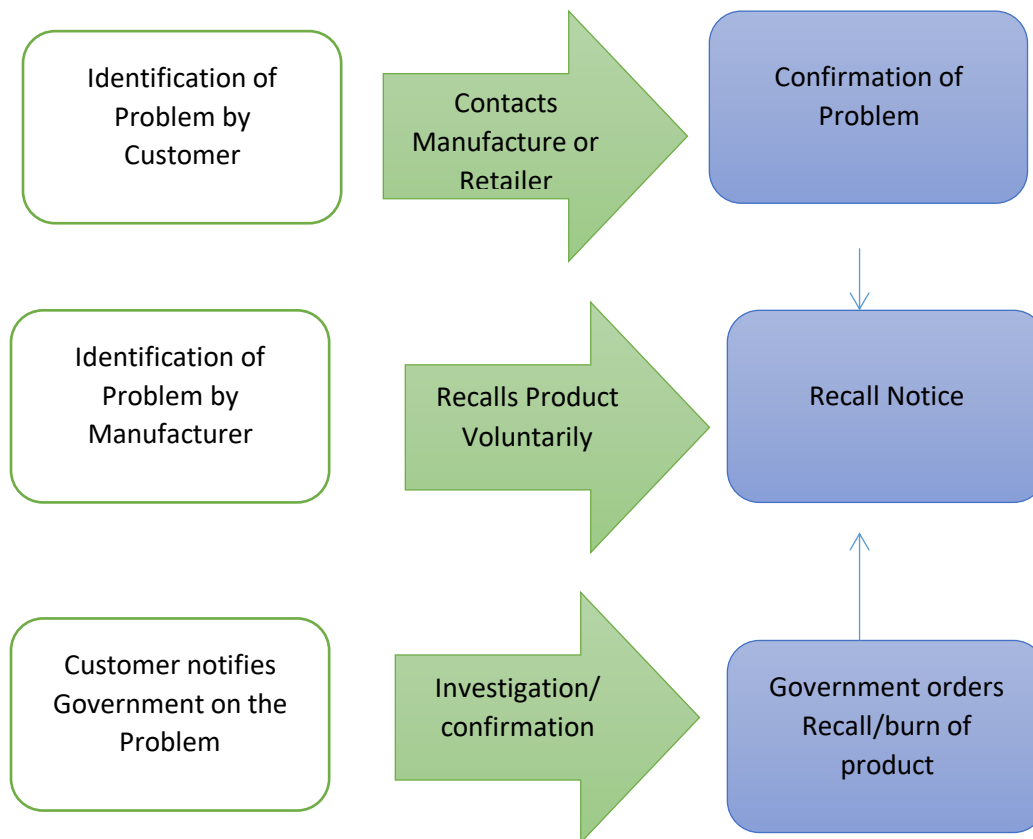 Identification of
Problem by
Customer
Contacts
Manufacture or
Retailer
Confirmation of
Problem
Identification of
Problem by
Manufacturer
Recalls Product
Voluntarily
Recall Notice
Customer notifies
Government on the
Problem
Investigation/
confirmation
Government orders
Recall/burn of
product